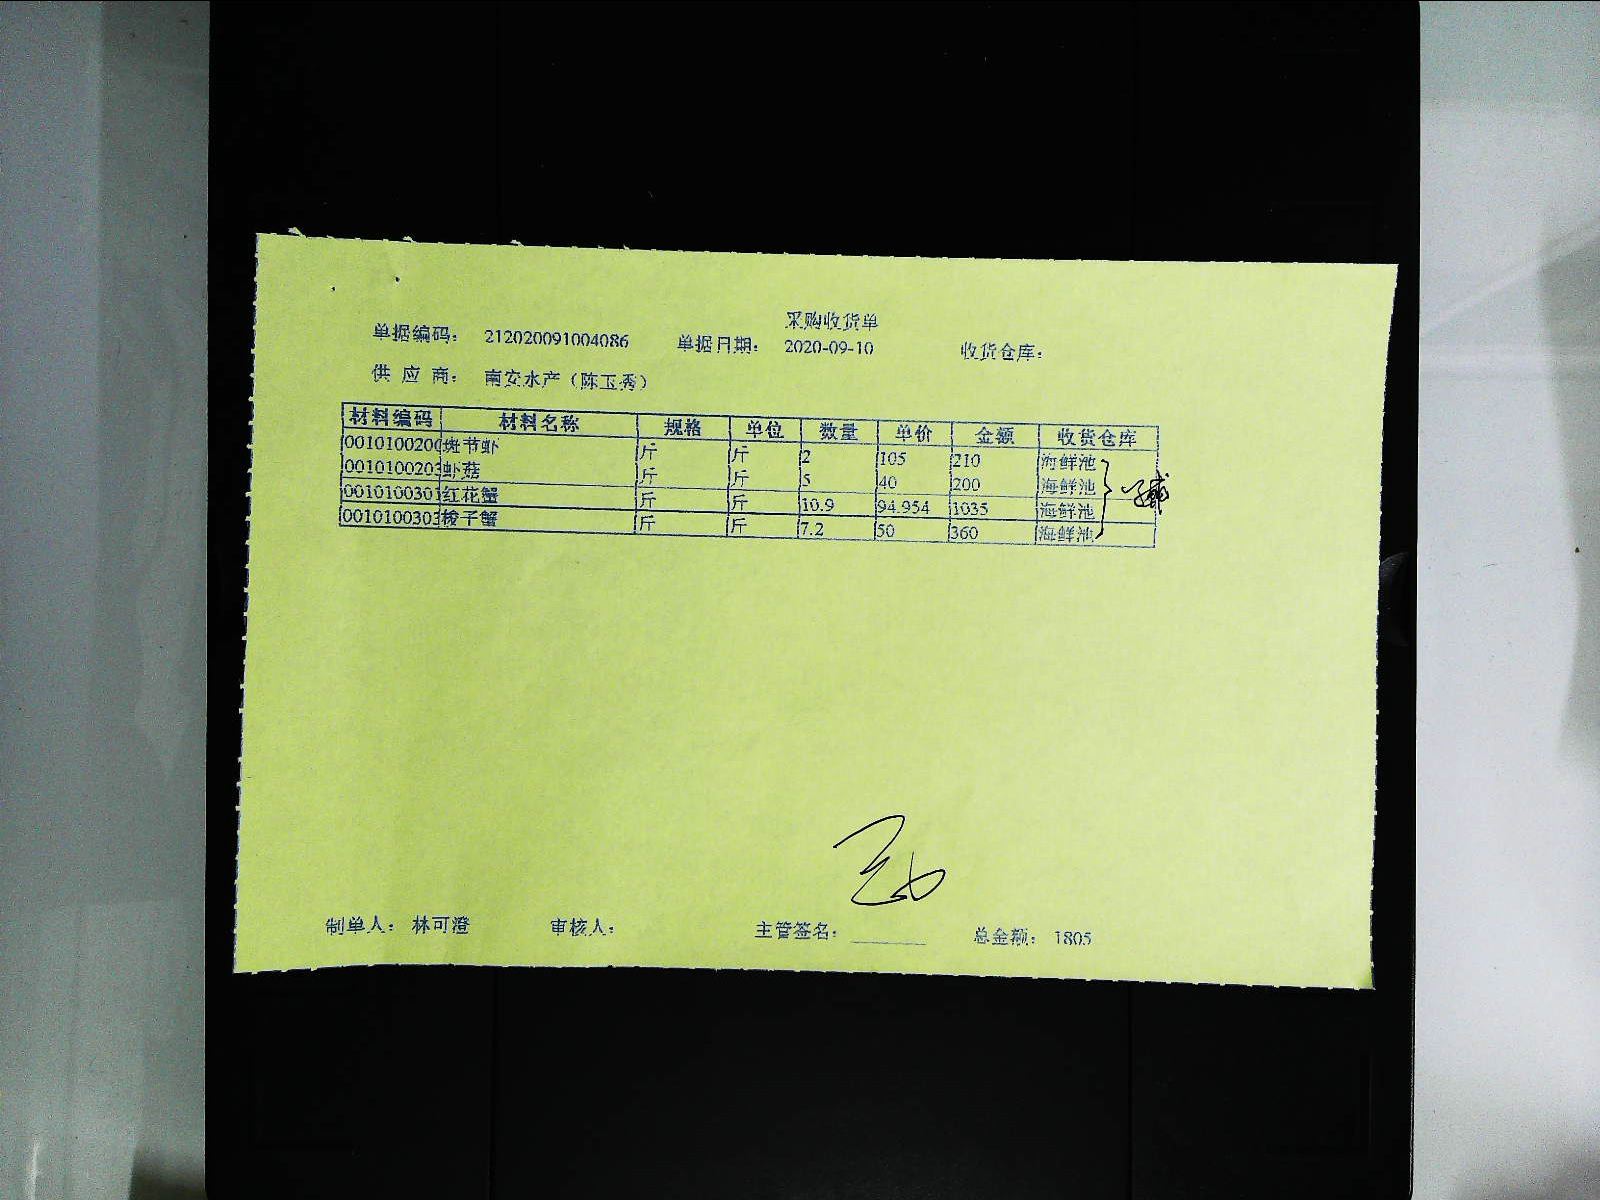 采购收货单
单据编码： 212020091004086 单据日期： 2020-09-10 收货仓库：
供 应 商： 南安水产（陈玉秀）
材料编码 材料名称 规格 单位 数量 单价 金额 收货仓库
0010100200 斑节虾 斤 斤 2 105 210 海鲜池
0010100203 虾菇 斤 斤 5 40 200 海鲜池
0010100301 红花蟹 斤 斤 10.9 94.954 1035 海鲜池
0010100303 梭子蟹 斤 斤 7.2 50 360 海鲜池
制单人： 林可澄 审核人： 主管签名： 总金额： 1805